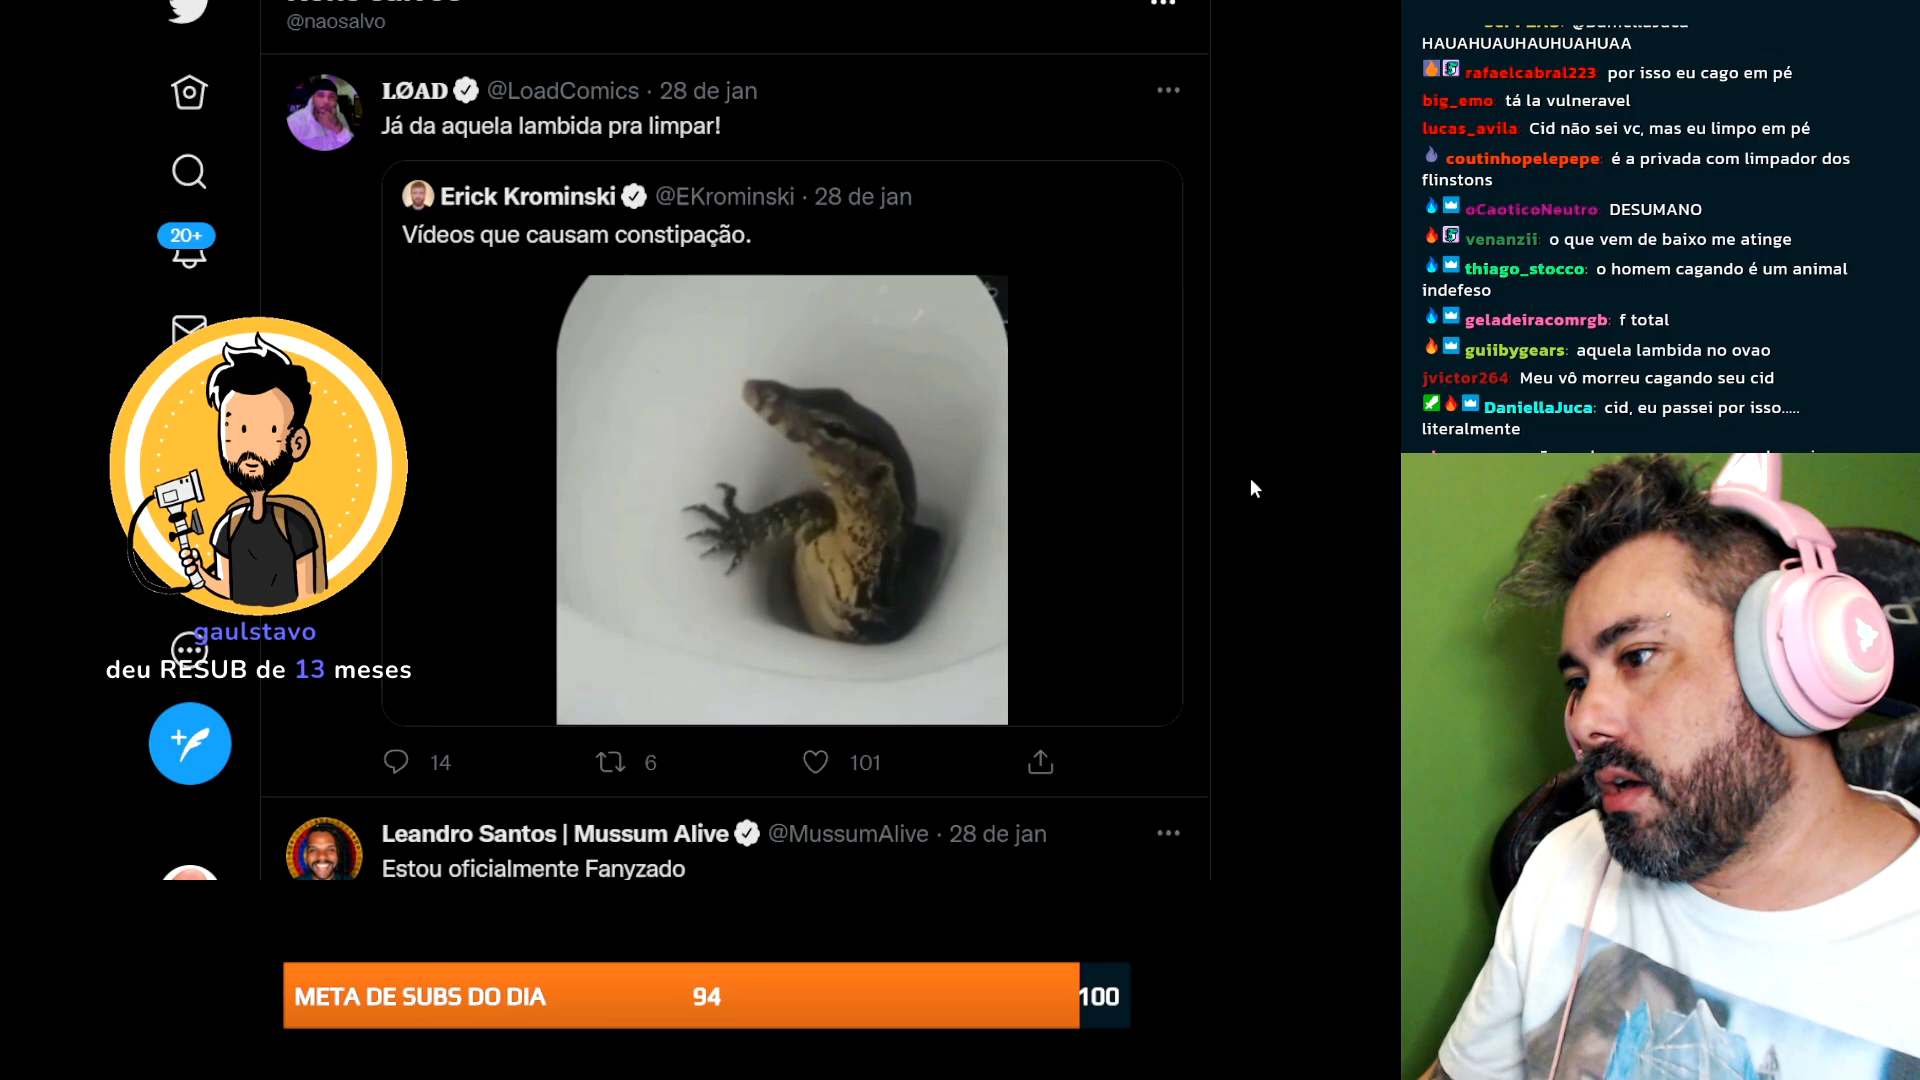 @naosalvo
LØAD @LoadComics · 28 de jan
Já da aquela lambida pra limpar!
Erick Krominski @EKrominski · 28 de jan
Vídeos que causam constipação.
20+
gaulstavo
deu RESUB de 13 meses
14 6 101
Leandro Santos | Mussum Alive @MussumAlive · 28 de jan
Estou oficialmente Fanyzado
META DE SUBS DO DIA 94 100
HAUAHUAUHAUHUAHUAA
rafaelcabral223: por isso eu cago em pé
big_emo: tá la vulneravel
lucas_avila: Cid não sei vc, mas eu limpo em pé
coutinhopelepepe: é a privada com limpador dos
flinstons
oCaoticoNeutro: DESUMANO
venanzii: o que vem de baixo me atinge
thiago_stocco: o homem cagando é um animal
indefeso
geladeiracomrgb: f total
guiibygears: aquela lambida no ovao
jvictor264: Meu vô morreu cagando seu cid
DaniellaJuca: cid, eu passei por isso.....
literalmente